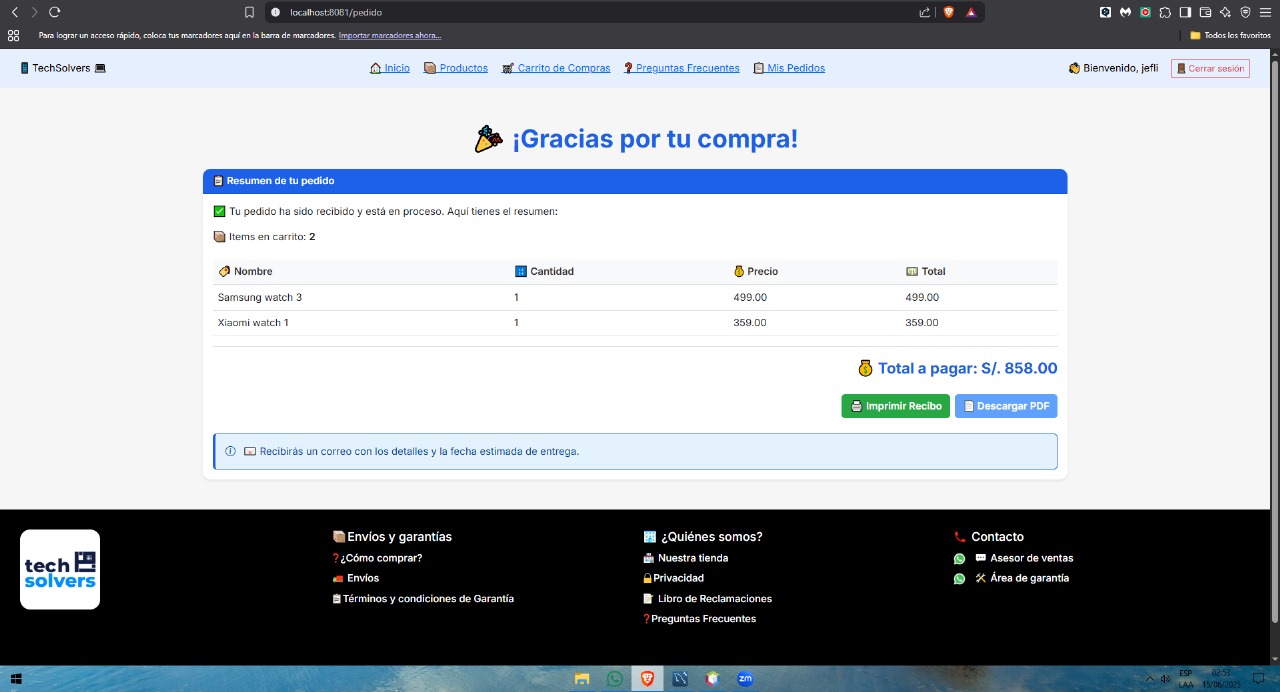 localhost:8081/pedido
Para lograr un acceso rápido, coloca tus marcadores aquí en la barra de marcadores. Importar marcadores ahora...
Todos los favoritos
TechSolvers
Inicio
Productos
Carrito de Compras
Preguntas Frecuentes
Mis Pedidos
Bienvenido, jefli
Cerrar sesión
¡Gracias por tu compra!
Resumen de tu pedido
Tu pedido ha sido recibido y está en proceso. Aquí tienes el resumen:
Items en carrito: 2
Nombre Cantidad Precio Total
Samsung watch 3 1 499.00 499.00
Xiaomi watch 1 1 359.00 359.00
Total a pagar: S/. 858.00
Imprimir Recibo
Descargar PDF
Recibirás un correo con los detalles y la fecha estimada de entrega.
tech
solvers
Envíos y garantías
¿Cómo comprar?
Envíos
Términos y condiciones de Garantía
¿Quiénes somos?
Nuestra tienda
Privacidad
Libro de Reclamaciones
Preguntas Frecuentes
Contacto
Asesor de ventas
Área de garantía
zm
ESP
LAA
02:53
15/06/2025